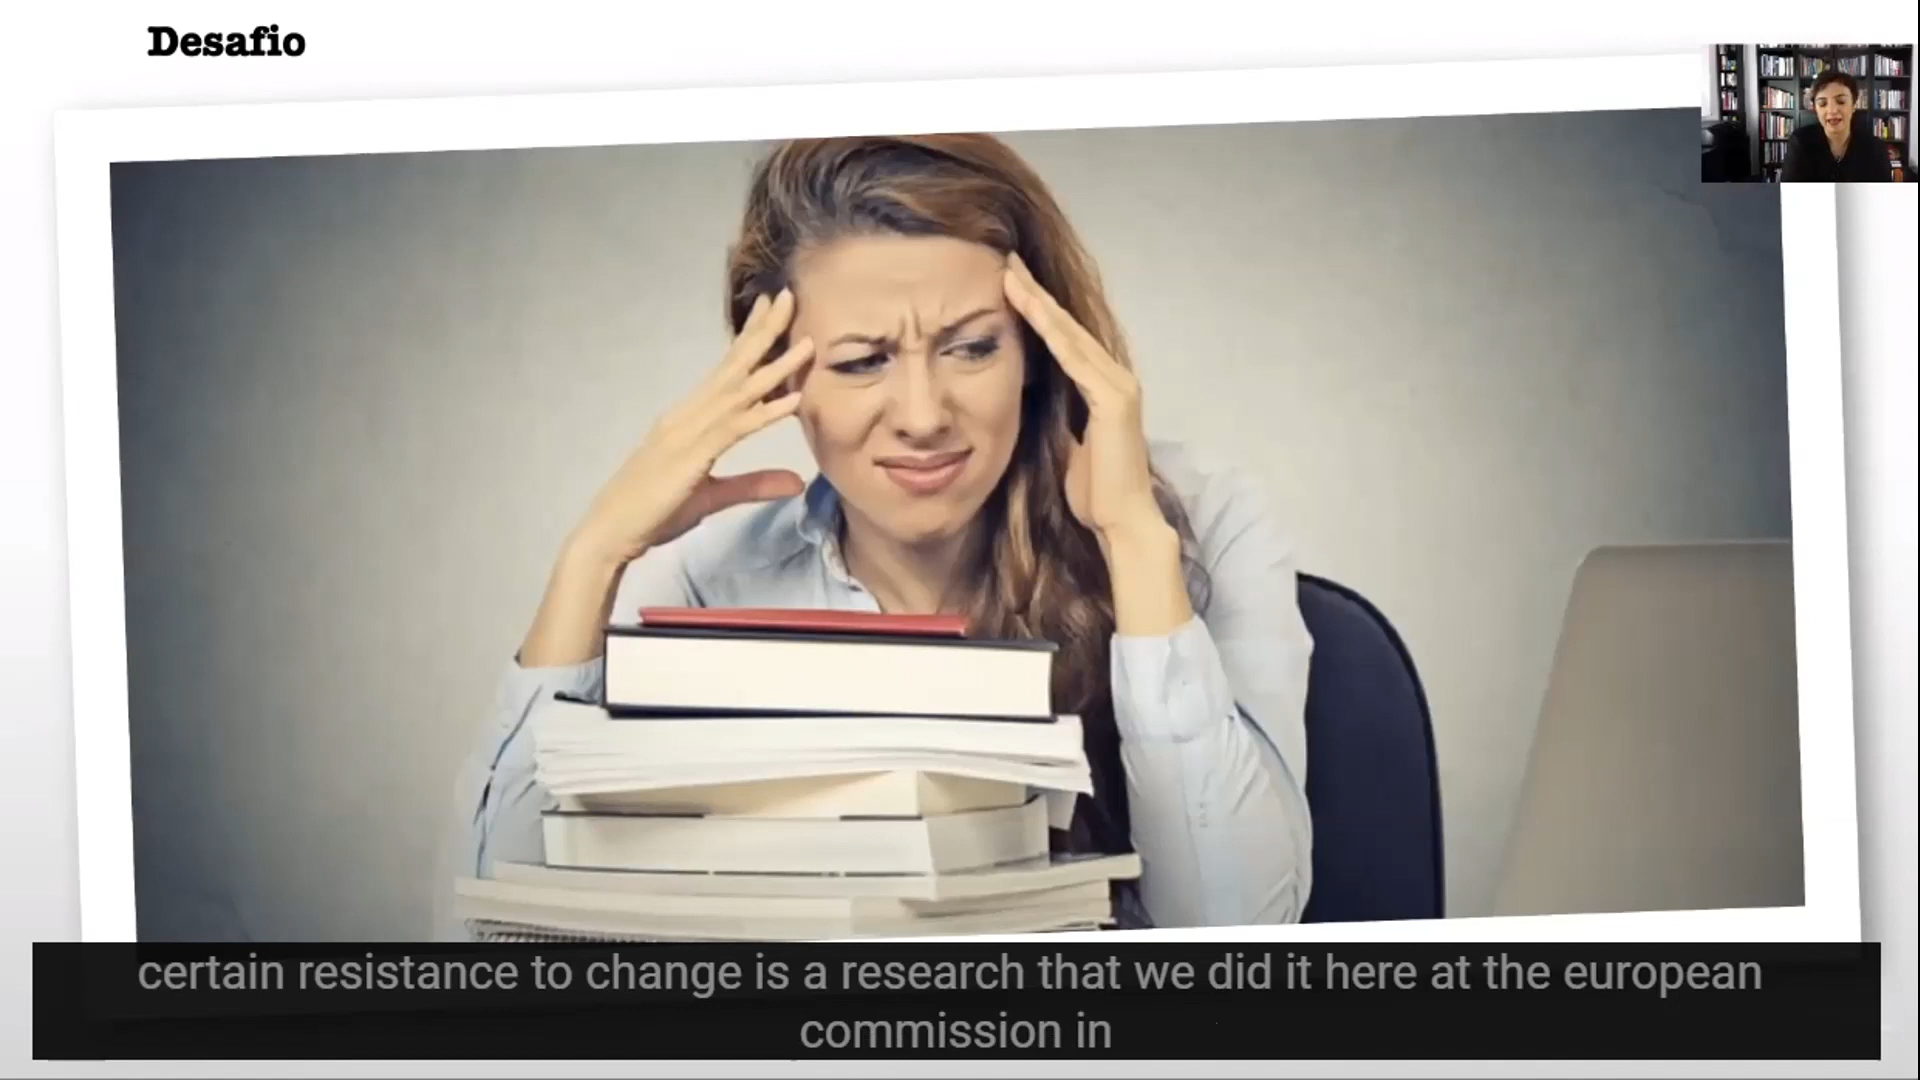 Desafio
certain resistance to change is a research that we did it here at the european
commission in